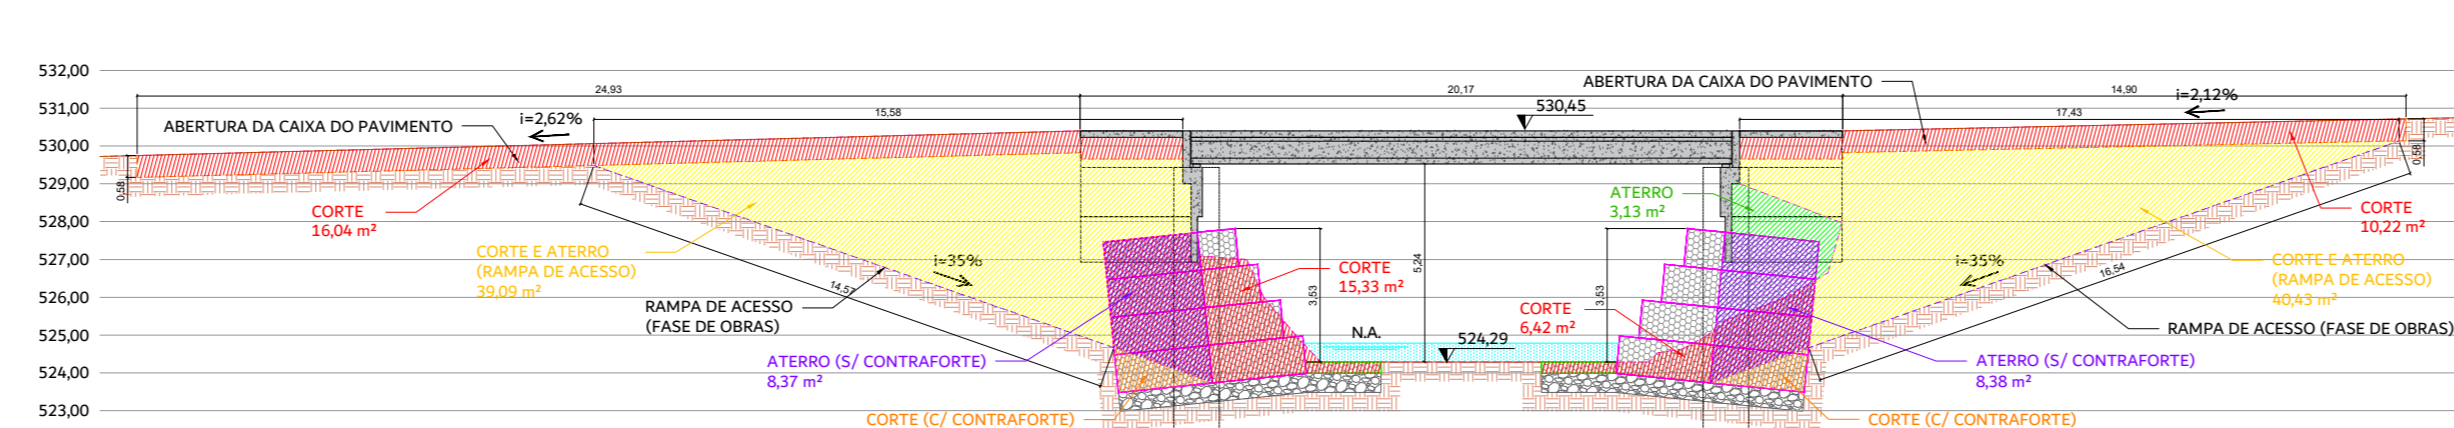 532,00
531,00
530,00
529,00
528,00
527,00
526,00
525,00
524,00
523,00
24,93
20,17
14,90
15,58
17,43
i=2,62%
i=2,12%
ABERTURA DA CAIXA DO PAVIMENTO
ABERTURA DA CAIXA DO PAVIMENTO
530,45
0,58
0,58
CORTE
16,04 m²
CORTE E ATERRO
(RAMPA DE ACESSO)
39,09 m²
i=35%
14,57
RAMPA DE ACESSO
(FASE DE OBRAS)
ATERRO (S/ CONTRAFORTE)
8,37 m²
CORTE (C/ CONTRAFORTE)
CORTE
15,33 m²
3,53
5,24
3,53
N.A.
524,29
ATERRO
3,13 m²
CORTE
6,42 m²
i=35%
16,54
CORTE
10,22 m²
CORTE E ATERRO
(RAMPA DE ACESSO)
40,43 m²
RAMPA DE ACESSO (FASE DE OBRAS)
ATERRO (S/ CONTRAFORTE)
8,38 m²
CORTE (C/ CONTRAFORTE)